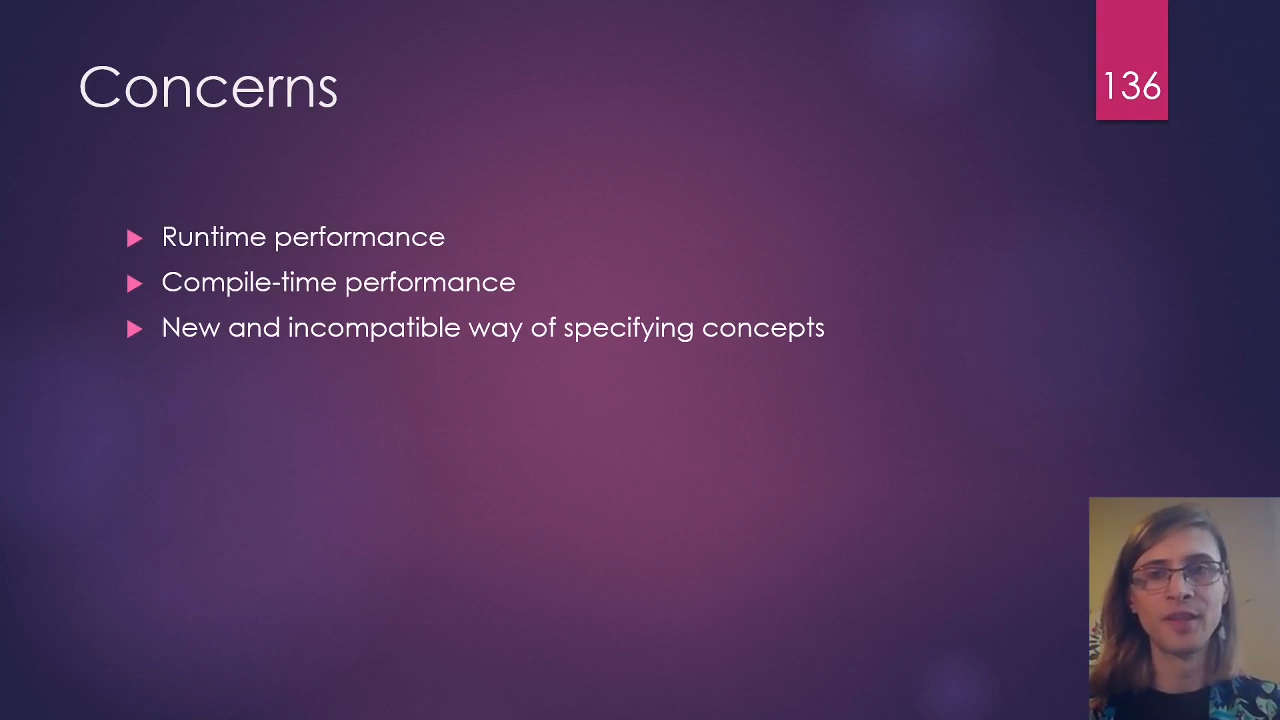 Concerns
136
Runtime performance
Compile-time performance
New and incompatible way of specifying concepts